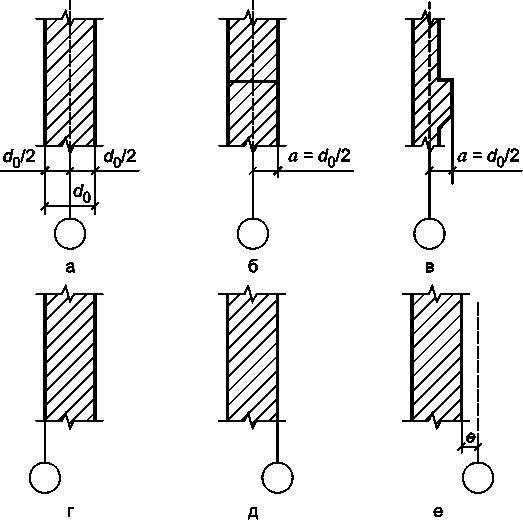 d₀/2
d₀/2
d₀
a = d₀/2
a = d₀/2
а
б
в
e
г
д
е